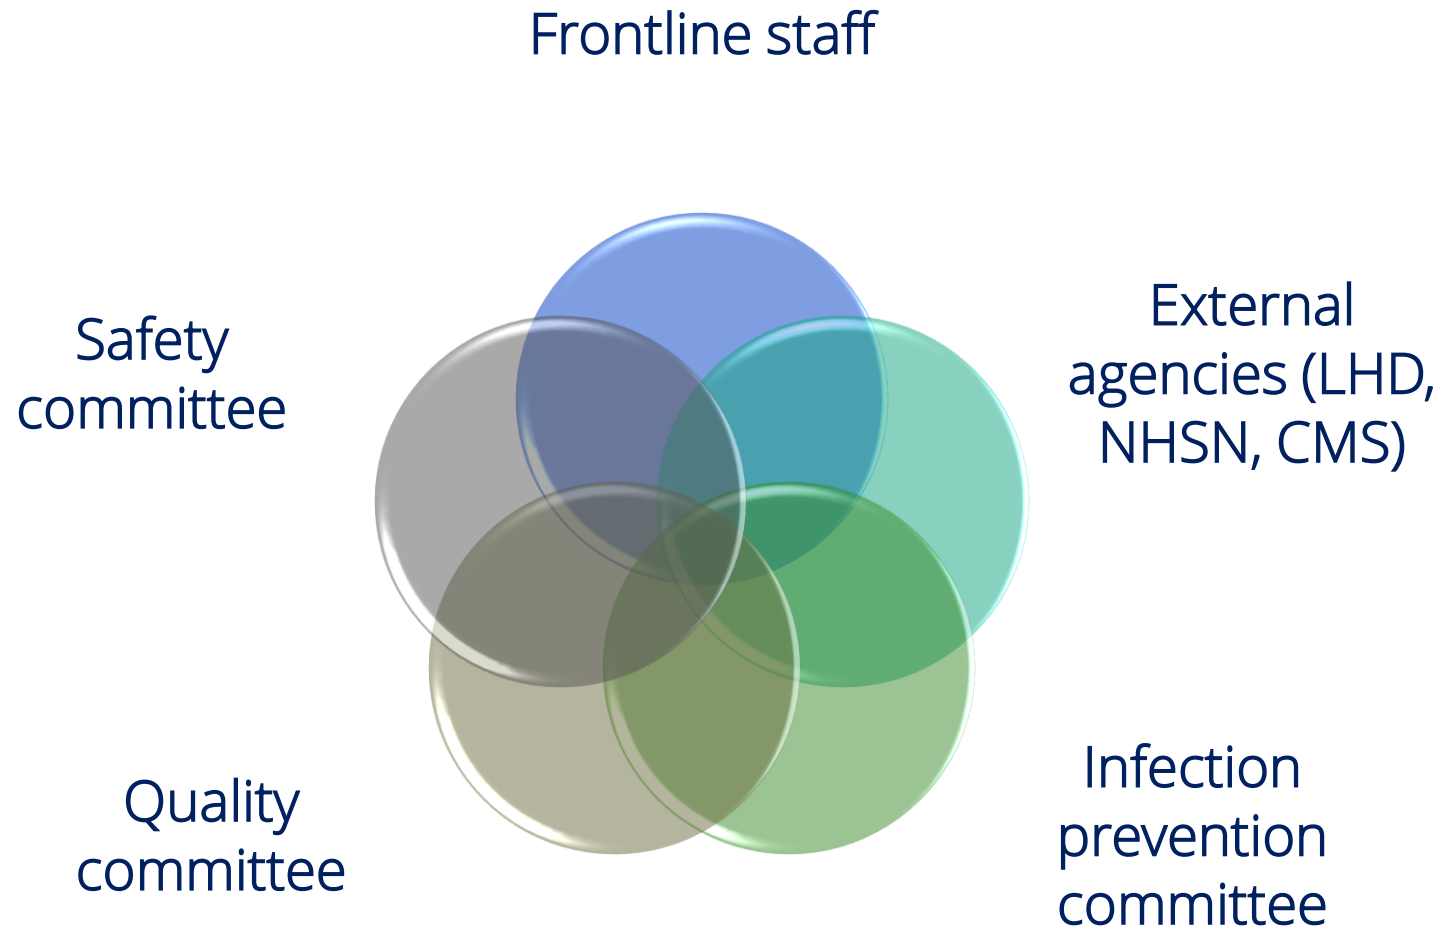 Frontline staff
External
agencies (LHD,
NHSN, CMS)
Infection
prevention
committee
Quality
committee
Safety
committee